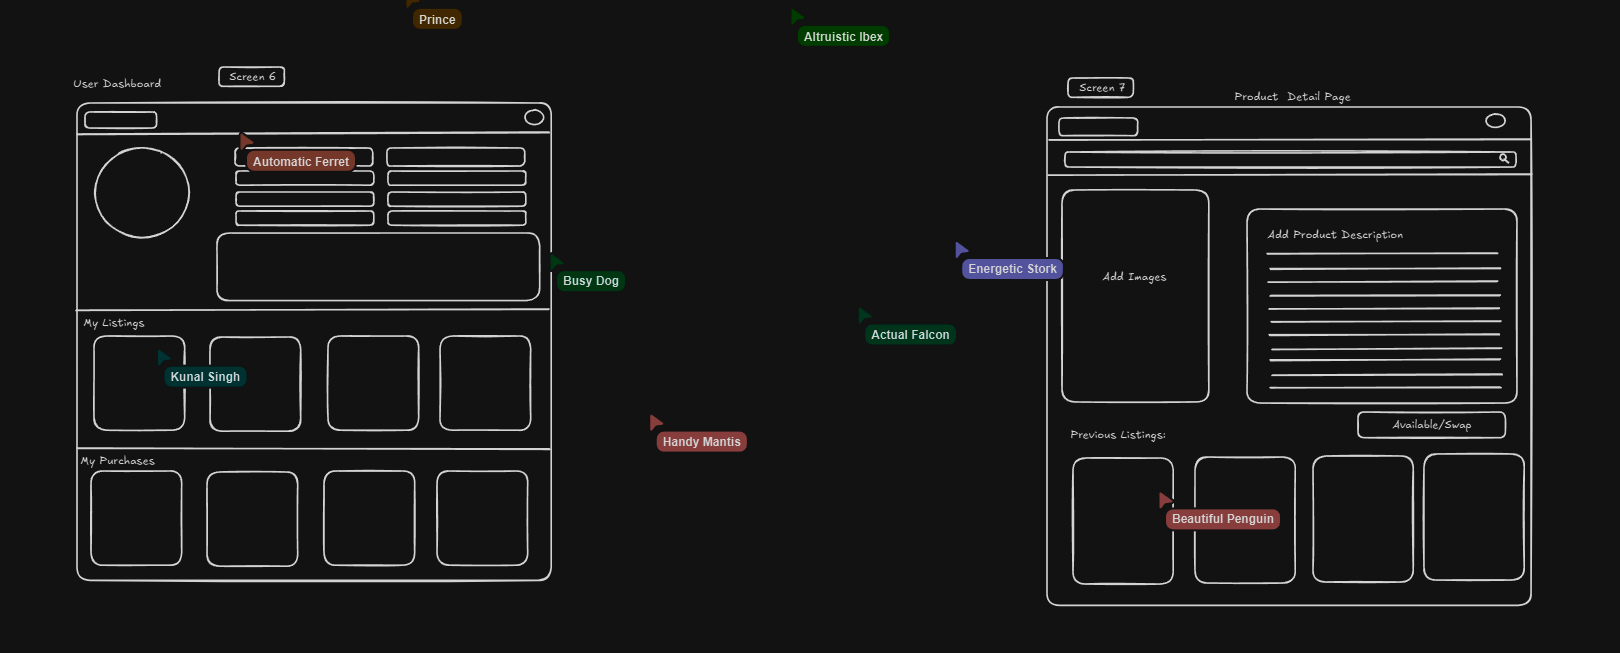 Prince
Altruistic Ibex
User Dashboard
Screen 6
Automatic Ferret
Busy Dog
My Listings
Kunal Singh
My Purchases
Handy Mantis
Actual Falcon
Energetic Stork
Screen 7
Product Detail Page
Add Images
Add Product Description
Available/Swap
Previous Listings:
Beautiful Penguin